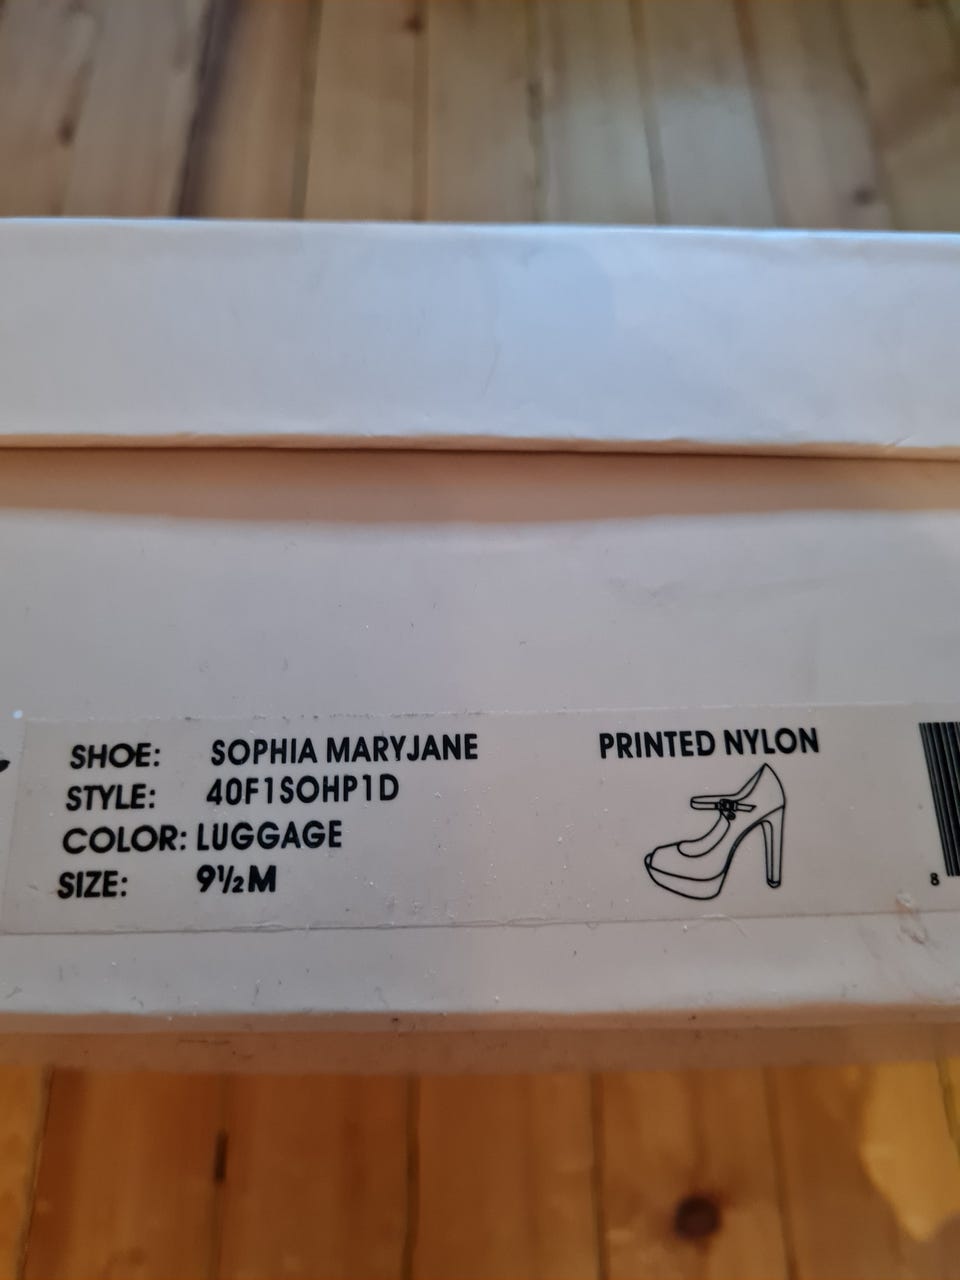 SHOE: SOPHIA MARYJANE
STYLE: 40F1SOHP1D
COLOR: LUGGAGE
SIZE: 9½M
PRINTED NYLON
8